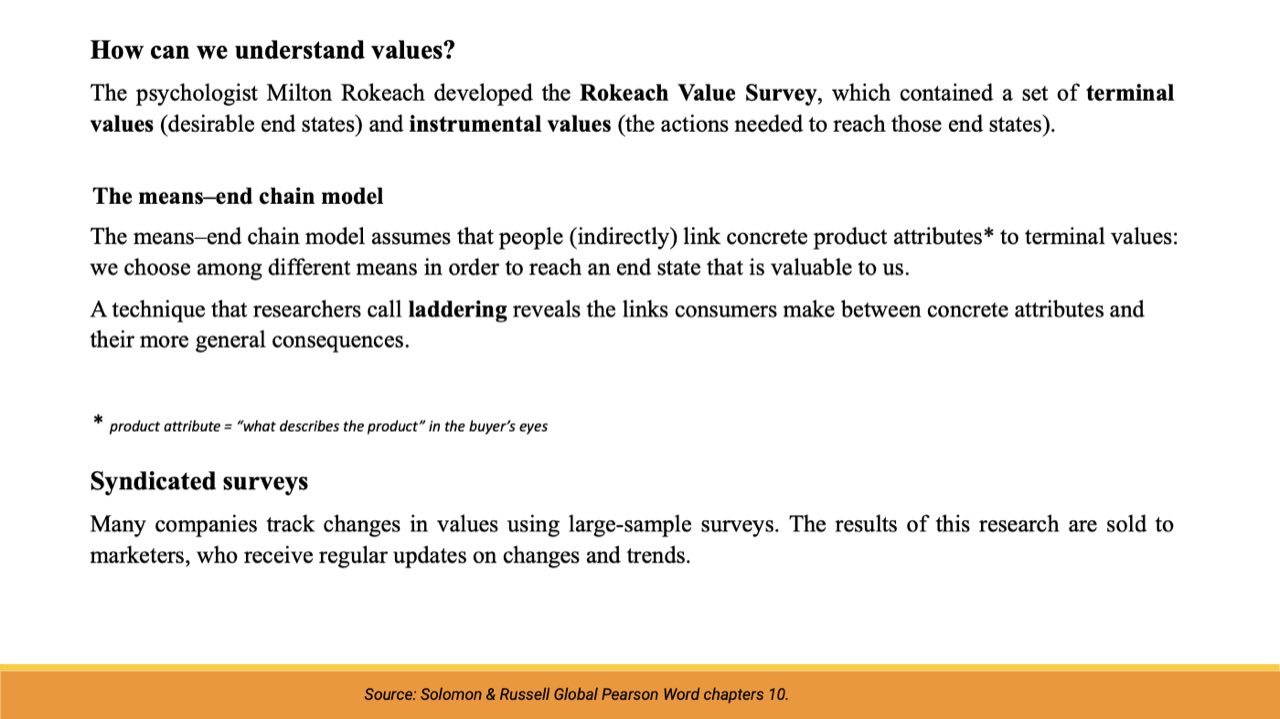 How can we understand values?
The psychologist Milton Rokeach developed the Rokeach Value Survey, which contained a set of terminal
values (desirable end states) and instrumental values (the actions needed to reach those end states).
The means–end chain model
The means–end chain model assumes that people (indirectly) link concrete product attributes* to terminal values:
we choose among different means in order to reach an end state that is valuable to us.
A technique that researchers call laddering reveals the links consumers make between concrete attributes and
their more general consequences.
* product attribute = “what describes the product” in the buyer’s eyes
Syndicated surveys
Many companies track changes in values using large-sample surveys. The results of this research are sold to
marketers, who receive regular updates on changes and trends.
Source: Solomon & Russell Global Pearson Word chapters 10.